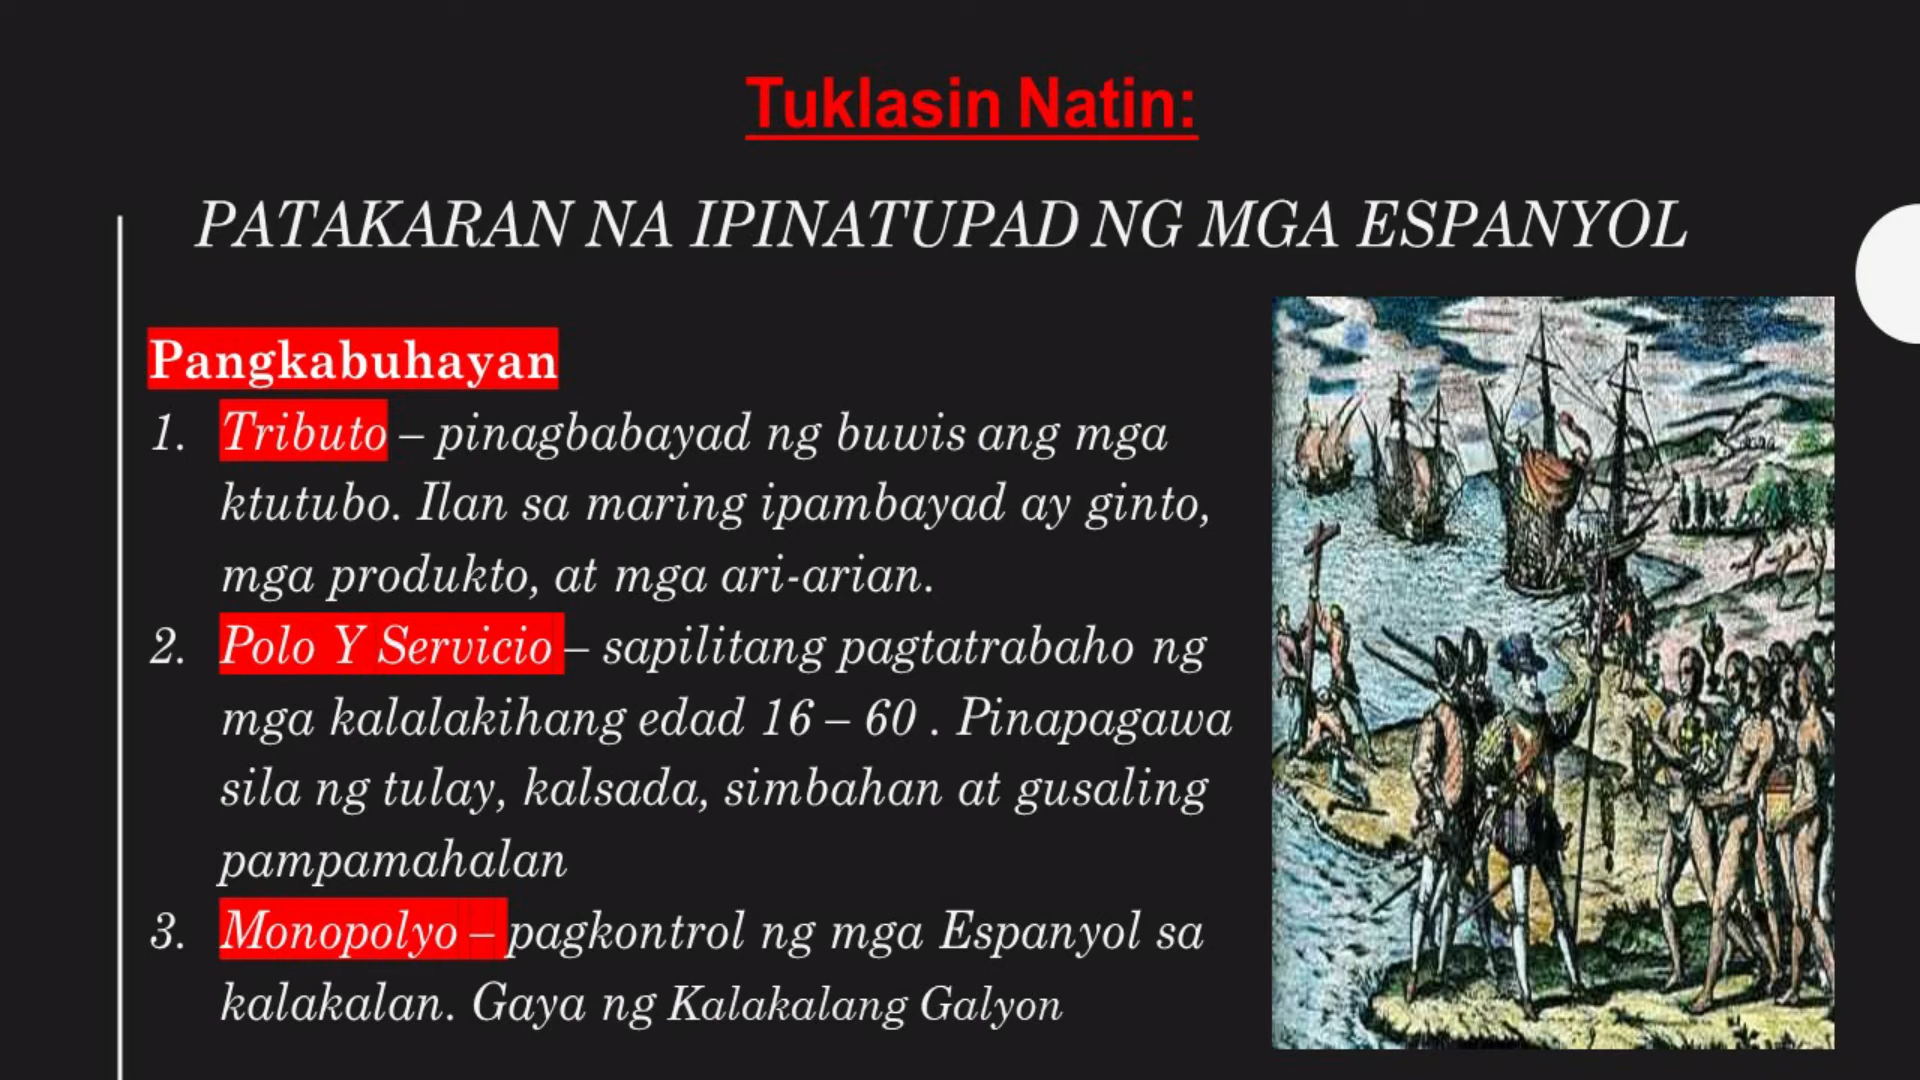 Tuklasin Natin:
PATAKARAN NA IPINATUPAD NG MGA ESPANYOL
Pangkabuhayan
1. Tributo – pinagbabayad ng buwis ang mga
ktutubo. Ilan sa maring ipambayad ay ginto,
mga produkto, at mga ari-arian.
2. Polo Y Servicio – sapilitang pagtatrabaho ng
mga kalalakihang edad 16 – 60 . Pinapagawa
sila ng tulay, kalsada, simbahan at gusaling
pampamahalan
3. Monopolyo – pagkontrol ng mga Espanyol sa
kalakalan. Gaya ng Kalakalang Galyon